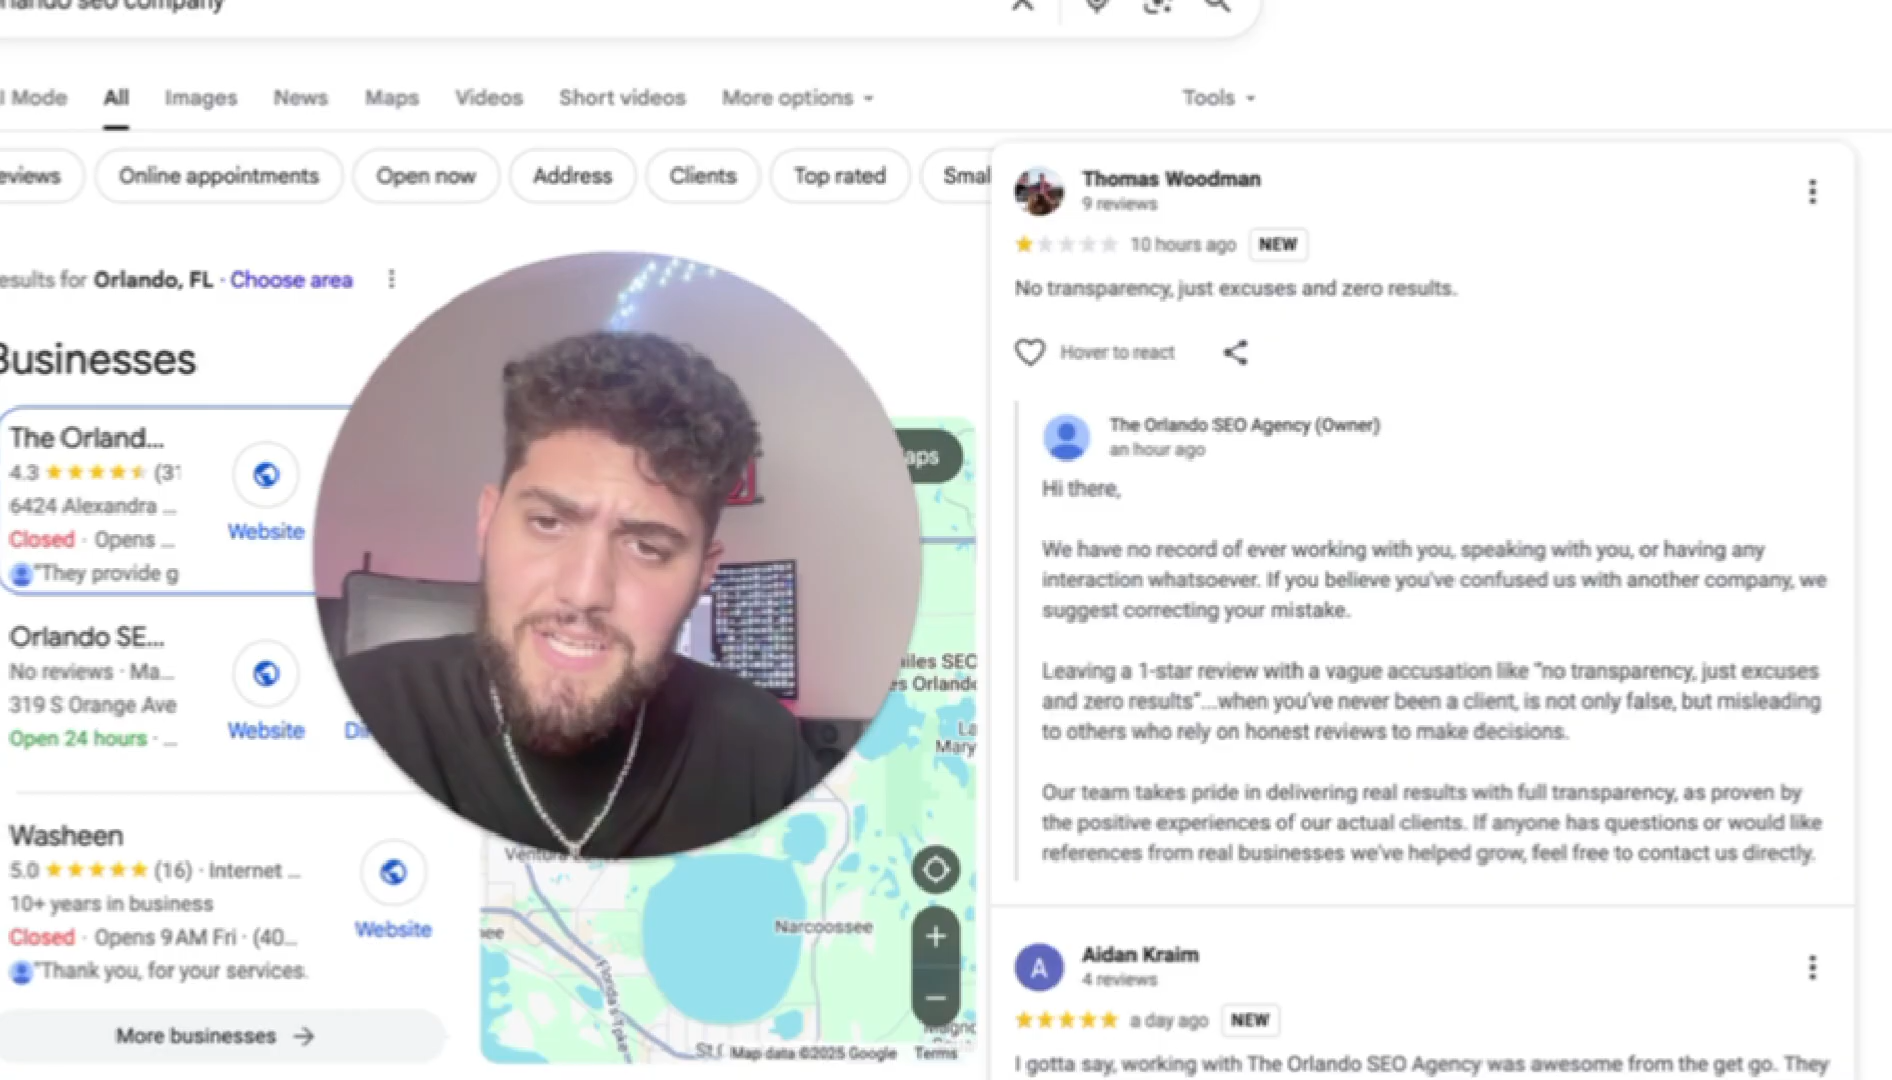 orlando seo company
Mode
All
Images
News
Maps
Videos
Short videos
More options
Tools
Online appointments
Open now
Address
Clients
Top rated
results for Orlando, FL · Choose area
Businesses
The Orland...
4.3 (31
6424 Alexandra ...
Closed · Opens ...
"They provide g
Website
Orlando SE...
No reviews · Ma...
319 S Orange Ave
Open 24 hours · ...
Website
Washeen
5.0 (16) · Internet ...
10+ years in business
Closed · Opens 9 AM Fri · (40...
"Thank you, for your services.
Website
More businesses
aps
Mary
Narcoossee
Florida's Tpke
Map data ©2025 Google
Terms
Thomas Woodman
9 reviews
10 hours ago NEW
No transparency, just excuses and zero results.
Hover to react
The Orlando SEO Agency (Owner)
an hour ago
Hi there,
We have no record of ever working with you, speaking with you, or having any
interaction whatsoever. If you believe you've confused us with another company, we
suggest correcting your mistake.
Leaving a 1-star review with a vague accusation like "no transparency, just excuses
and zero results"...when you've never been a client, is not only false, but misleading
to others who rely on honest reviews to make decisions.
Our team takes pride in delivering real results with full transparency, as proven by
the positive experiences of our actual clients. If anyone has questions or would like
references from real businesses we've helped grow, feel free to contact us directly.
A
Aidan Kraim
4 reviews
a day ago NEW
I gotta say, working with The Orlando SEO Agency was awesome from the get go. They